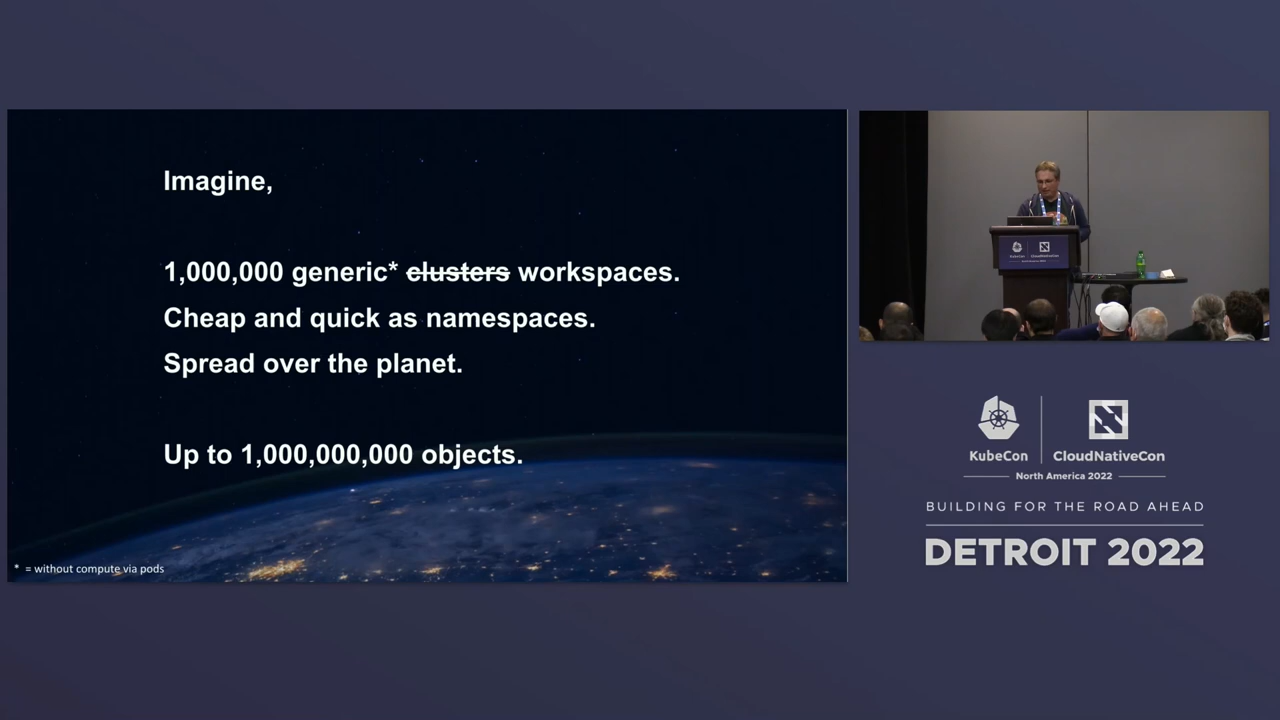 Imagine,
1,000,000 generic* clusters workspaces.
Cheap and quick as namespaces.
Spread over the planet.
Up to 1,000,000,000 objects.
* = without compute via pods
KubeCon
CloudNativeCon
North America 2022
BUILDING FOR THE ROAD AHEAD
DETROIT 2022
KubeCon
CloudNativeCon